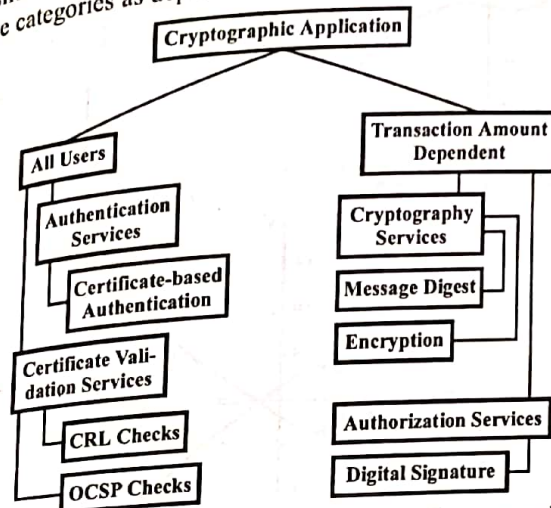 e categories as
Cryptographic Application
All Users
Authentication
Services
Certificate-based
Authentication
Certificate Vali-
dation Services
CRL Checks
OCSP Checks
Transaction Amount
Dependent
Cryptography
Services
Message Digest
Encryption
Authorization Services
Digital Signature